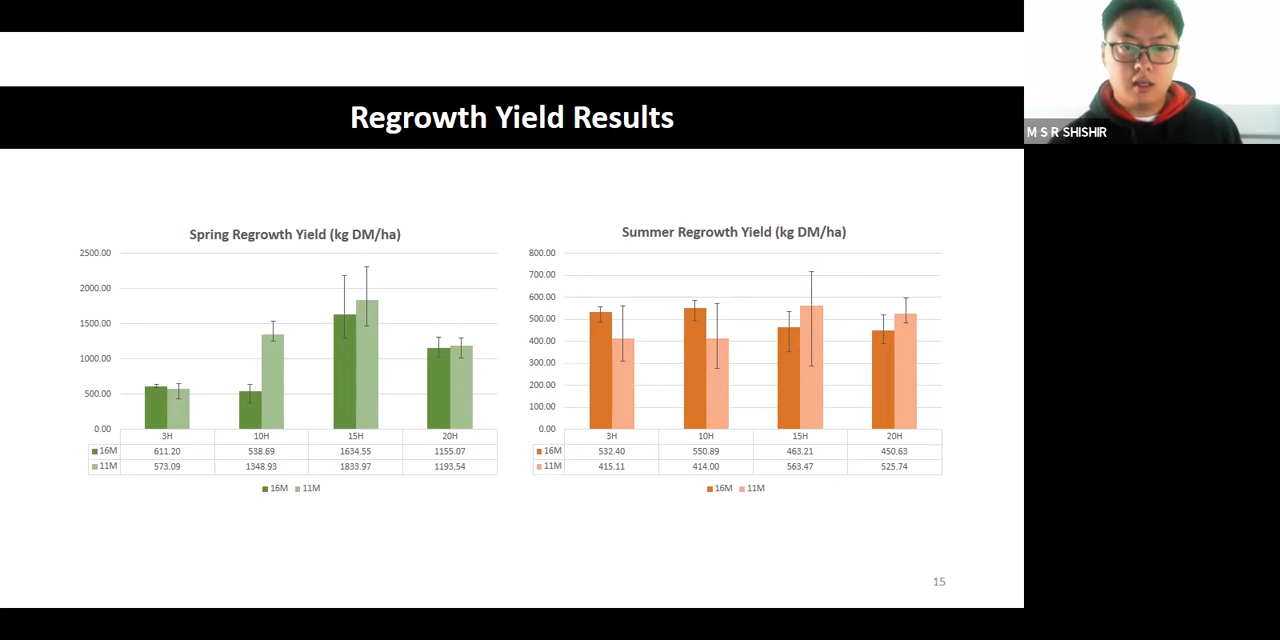 Regrowth Yield Results
M S R SHISHIR
Spring Regrowth Yield (kg DM/ha)
2500.00
2000.00
1500.00
1000.00
500.00
0.00
3H 10H 15H 20H
16M 611.20 538.69 1634.55 1155.07
11M 573.09 1348.93 1833.97 1193.54
16M 11M
Summer Regrowth Yield (kg DM/ha)
800.00
700.00
600.00
500.00
400.00
300.00
200.00
100.00
0.00
3H 10H 15H 20H
16M 532.40 550.89 463.21 450.63
11M 415.11 414.00 563.47 525.74
16M 11M
15